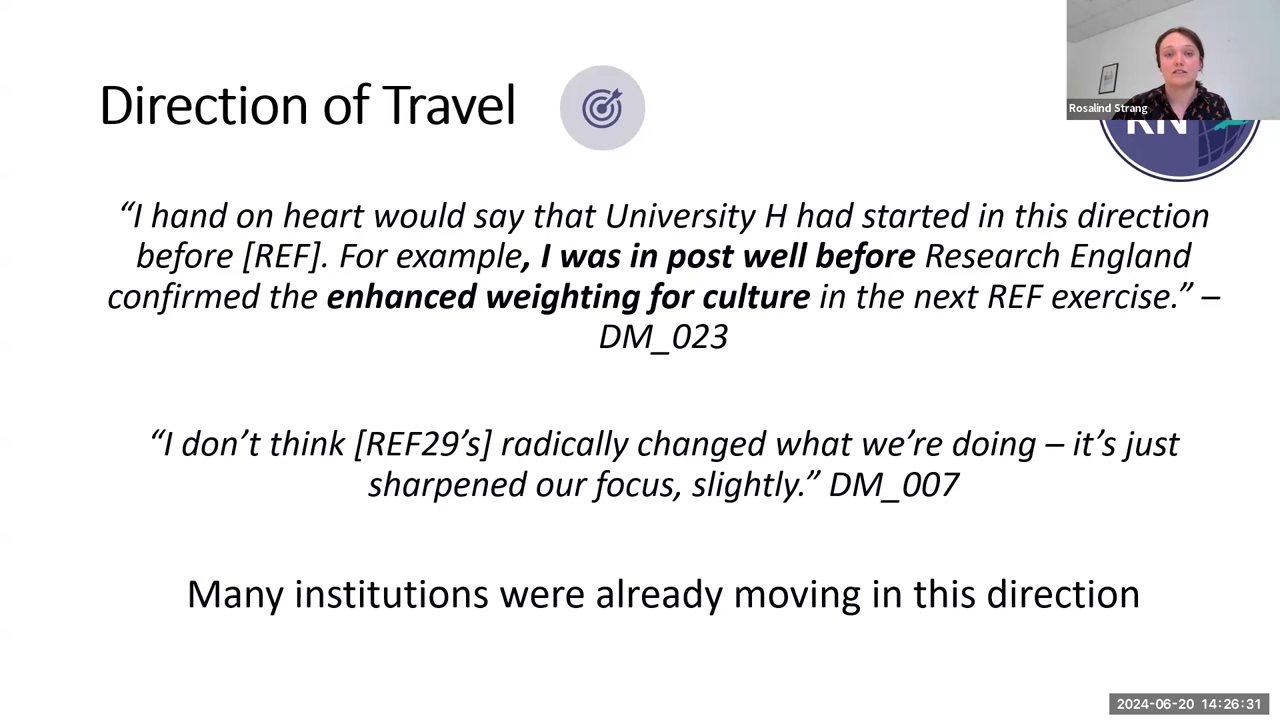 Direction of Travel
Rosalind Strang
RN
“I hand on heart would say that University H had started in this direction
before [REF]. For example, I was in post well before Research England
confirmed the enhanced weighting for culture in the next REF exercise.” –
DM_023
“I don’t think [REF29’s] radically changed what we’re doing – it’s just
sharpened our focus, slightly.” DM_007
Many institutions were already moving in this direction
2024-06-20 14:26:31